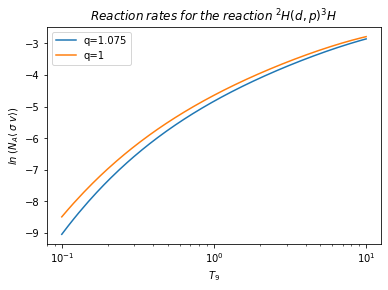 Reaction rates for the reaction ²H(d, p)³H
q=1.075
q=1
ln (N_A⟨ σ v⟩)
−3
−4
−5
−6
−7
−8
−9
10⁻¹
10⁰
10¹
T₉